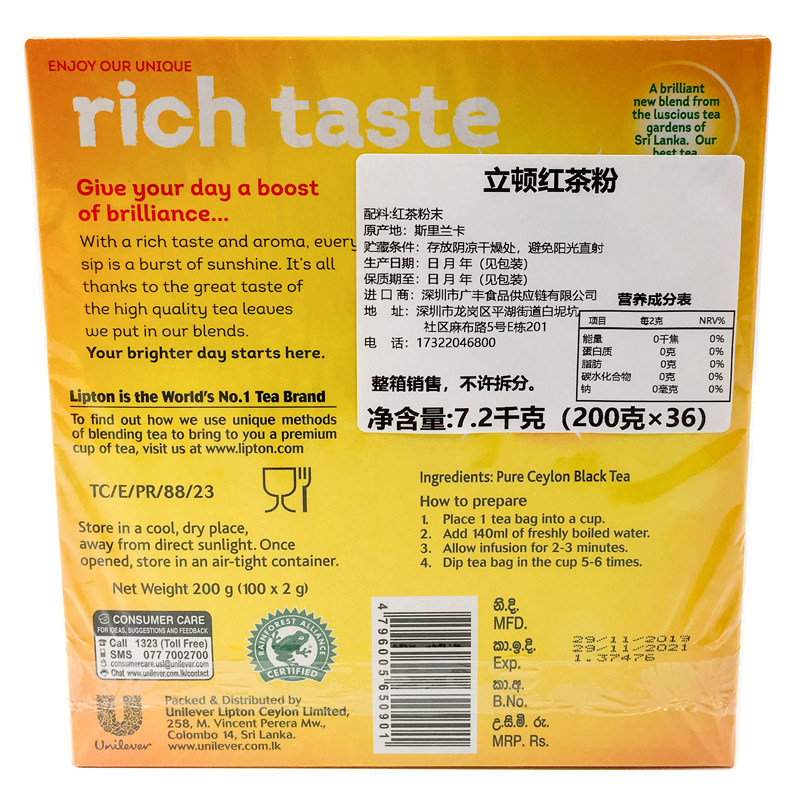 ENJOY OUR UNIQUE
rich taste
A brilliant
new blend from
the luscious tea
gardens of
Sri Lanka. Our
best tea
Give your day a boost
of brilliance...
With a rich taste and aroma, every
sip is a burst of sunshine. It's all
thanks to the great taste of
the high quality tea leaves
we put in our blends.
Your brighter day starts here.
立顿红茶粉
配料:红茶粉末
原产地：斯里兰卡
贮藏条件：存放阴凉干燥处，避免阳光直射
生产日期：日 月 年（见包装）
保质期至：日 月 年（见包装）
进 口 商：深圳市广丰食品供应链有限公司
地 址：深圳市龙岗区平湖街道白坭坑
社区麻布路5号E栋201
电 话：17322046800
营养成分表
项目 每2克 NRV%
能量 0千焦 0%
蛋白质 0克 0%
脂肪 0克 0%
碳水化合物 0克 0%
钠 0毫克 0%
整箱销售，不许拆分。
净含量:7.2千克（200克×36）
Lipton is the World's No.1 Tea Brand
To find out how we use unique methods
of blending tea to bring to you a premium
cup of tea, visit us at www.lipton.com
TC/E/PR/88/23
Store in a cool, dry place,
away from direct sunlight. Once
opened, store in an air-tight container.
Net Weight 200 g (100 x 2 g)
Ingredients: Pure Ceylon Black Tea
How to prepare
1. Place 1 tea bag into a cup.
2. Add 140ml of freshly boiled water.
3. Allow infusion for 2-3 minutes.
4. Dip tea bag in the cup 5-6 times.
CONSUMER CARE
FOR IDEAS, SUGGESTIONS AND FEEDBACK
Call 1323 (Toll Free)
SMS 077 7002700
consumercare.usl@unilever.com
Chat www.unilever.com.lk/contact
RAINFOREST ALLIANCE
CERTIFIED
Unilever
Packed & Distributed by
Unilever Lipton Ceylon Limited,
258, M. Vincent Perera Mw.,
Colombo 14, Sri Lanka.
www.unilever.com.lk
4 796005 650901
නි.දි.
MFD.
කා.ඉ.දි.
Exp.
කා.අ.
B.No.
උ.සි.මි. රු.
MRP. Rs.
29/11/2019
29/11/2021